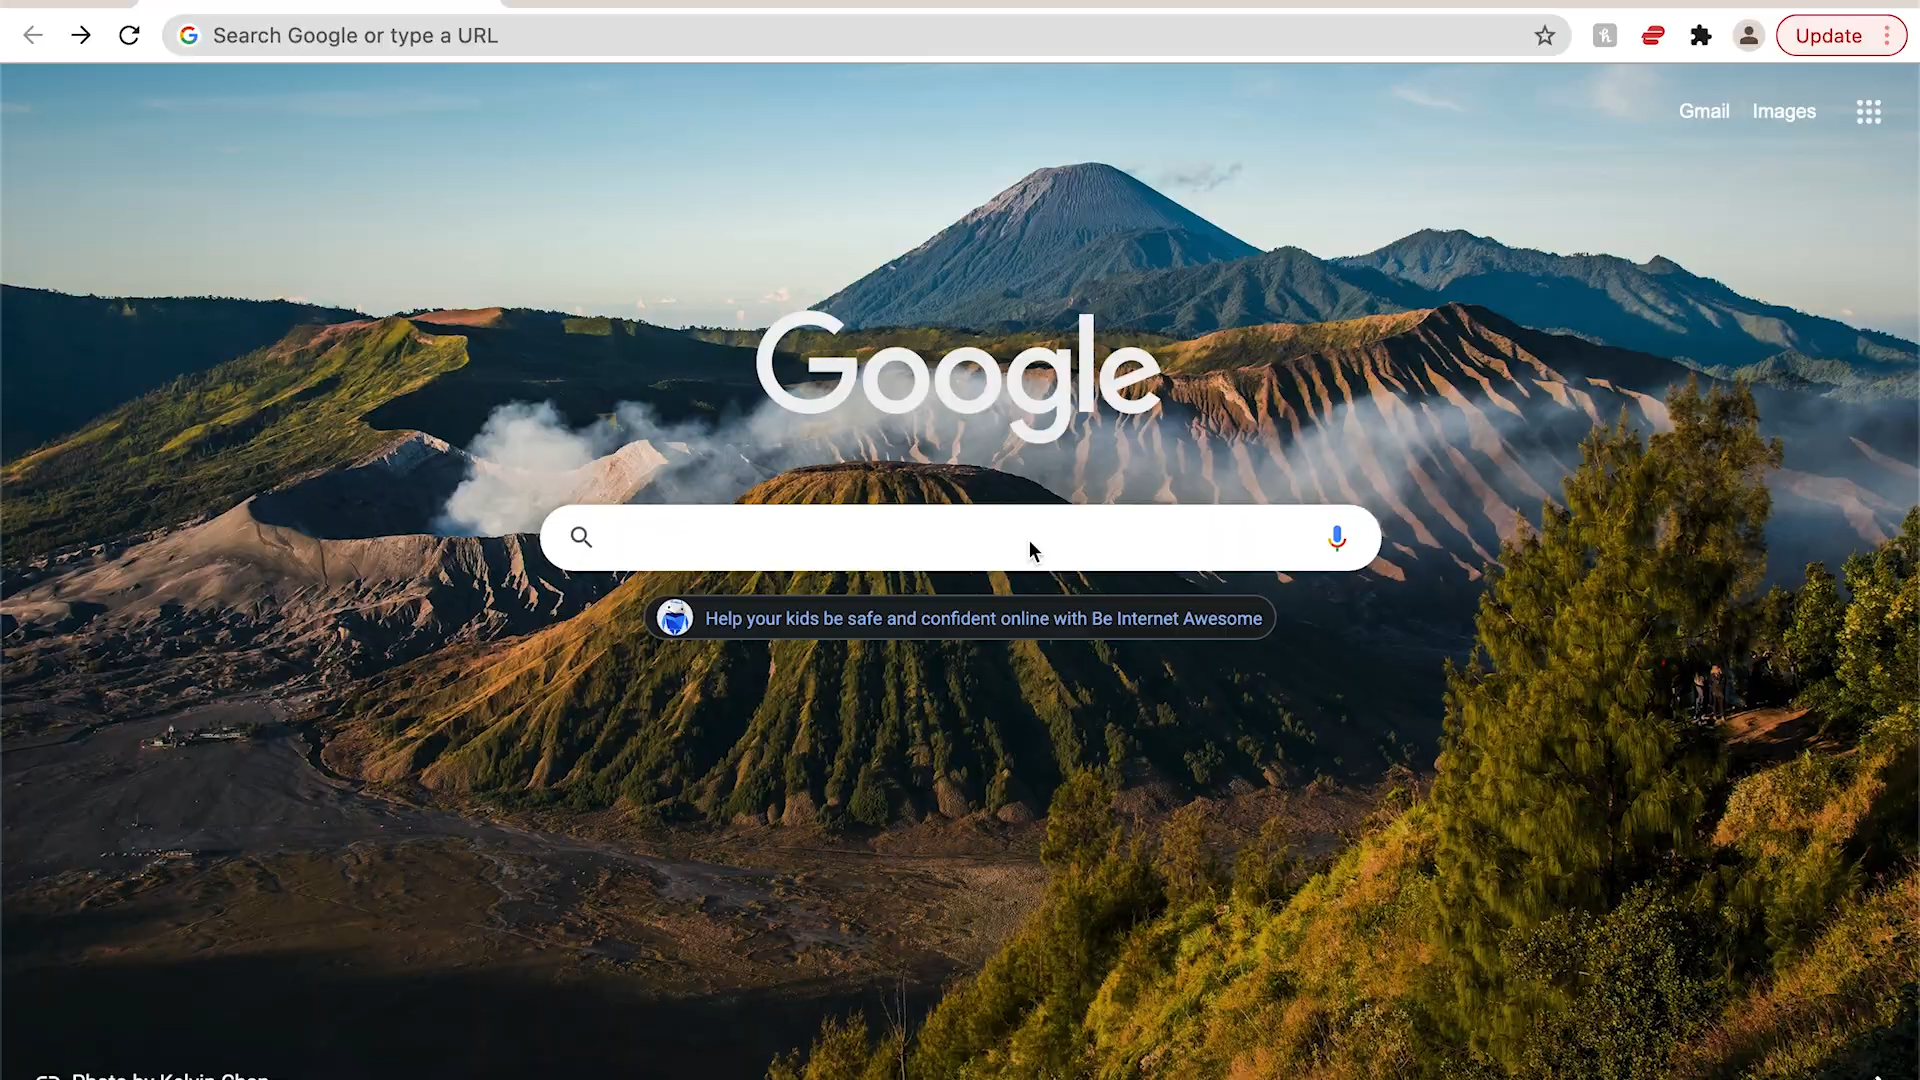 Search Google or type a URL
Update
Gmail Images
Google
Help your kids be safe and confident online with Be Internet Awesome
Photo by Kelvin Chen